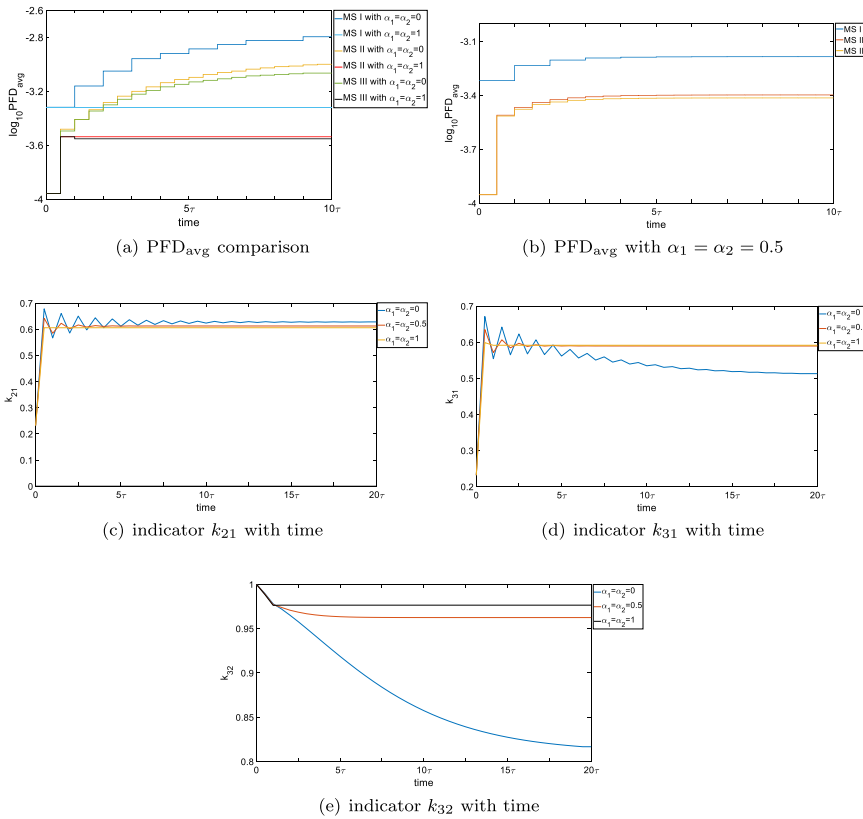 -2.6
-2.8
-3.2
-3.6
-4
log10PFDavg
0
5τ
10τ
time
MS I with α1=α2=0
MS I with α1=α2=1
MS II with α1=α2=0
MS II with α1=α2=1
MS III with α1=α2=0
MS III with α1=α2=1
(a) PFDavg comparison
-3.1
-3.4
-3.7
-4
log10PFDavg
0
5τ
10τ
time
MS I
MS II
MS II
(b) PFDavg with α1 = α2 = 0.5
0.7
0.6
0.5
0.4
0.3
0.2
0.1
0
k21
0
5τ
10τ
15τ
20τ
time
α1=α2=0
α1=α2=0.5
α1=α2=1
(c) indicator k21 with time
0.7
0.6
0.5
0.4
0.3
0.2
k31
0
5τ
10τ
15τ
20τ
time
α1=α2=0
α1=α2=0.
α1=α2=1
(d) indicator k31 with time
1
0.95
0.9
0.85
0.8
k32
0
5τ
10τ
15τ
20τ
time
α1=α2=0
α1=α2=0.5
α1=α2=1
(e) indicator k32 with time